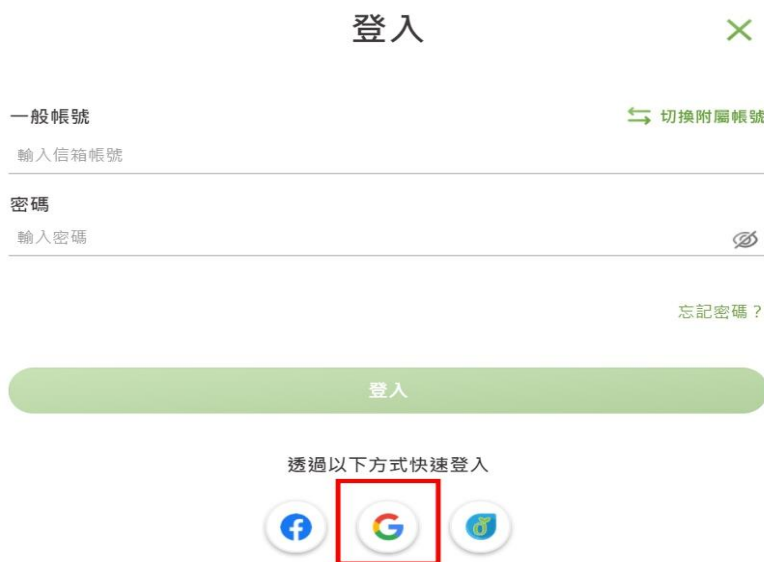 登入
一般帳號
切換附屬帳號
輸入信箱帳號
密碼
輸入密碼
忘記密碼？
登入
透過以下方式快速登入